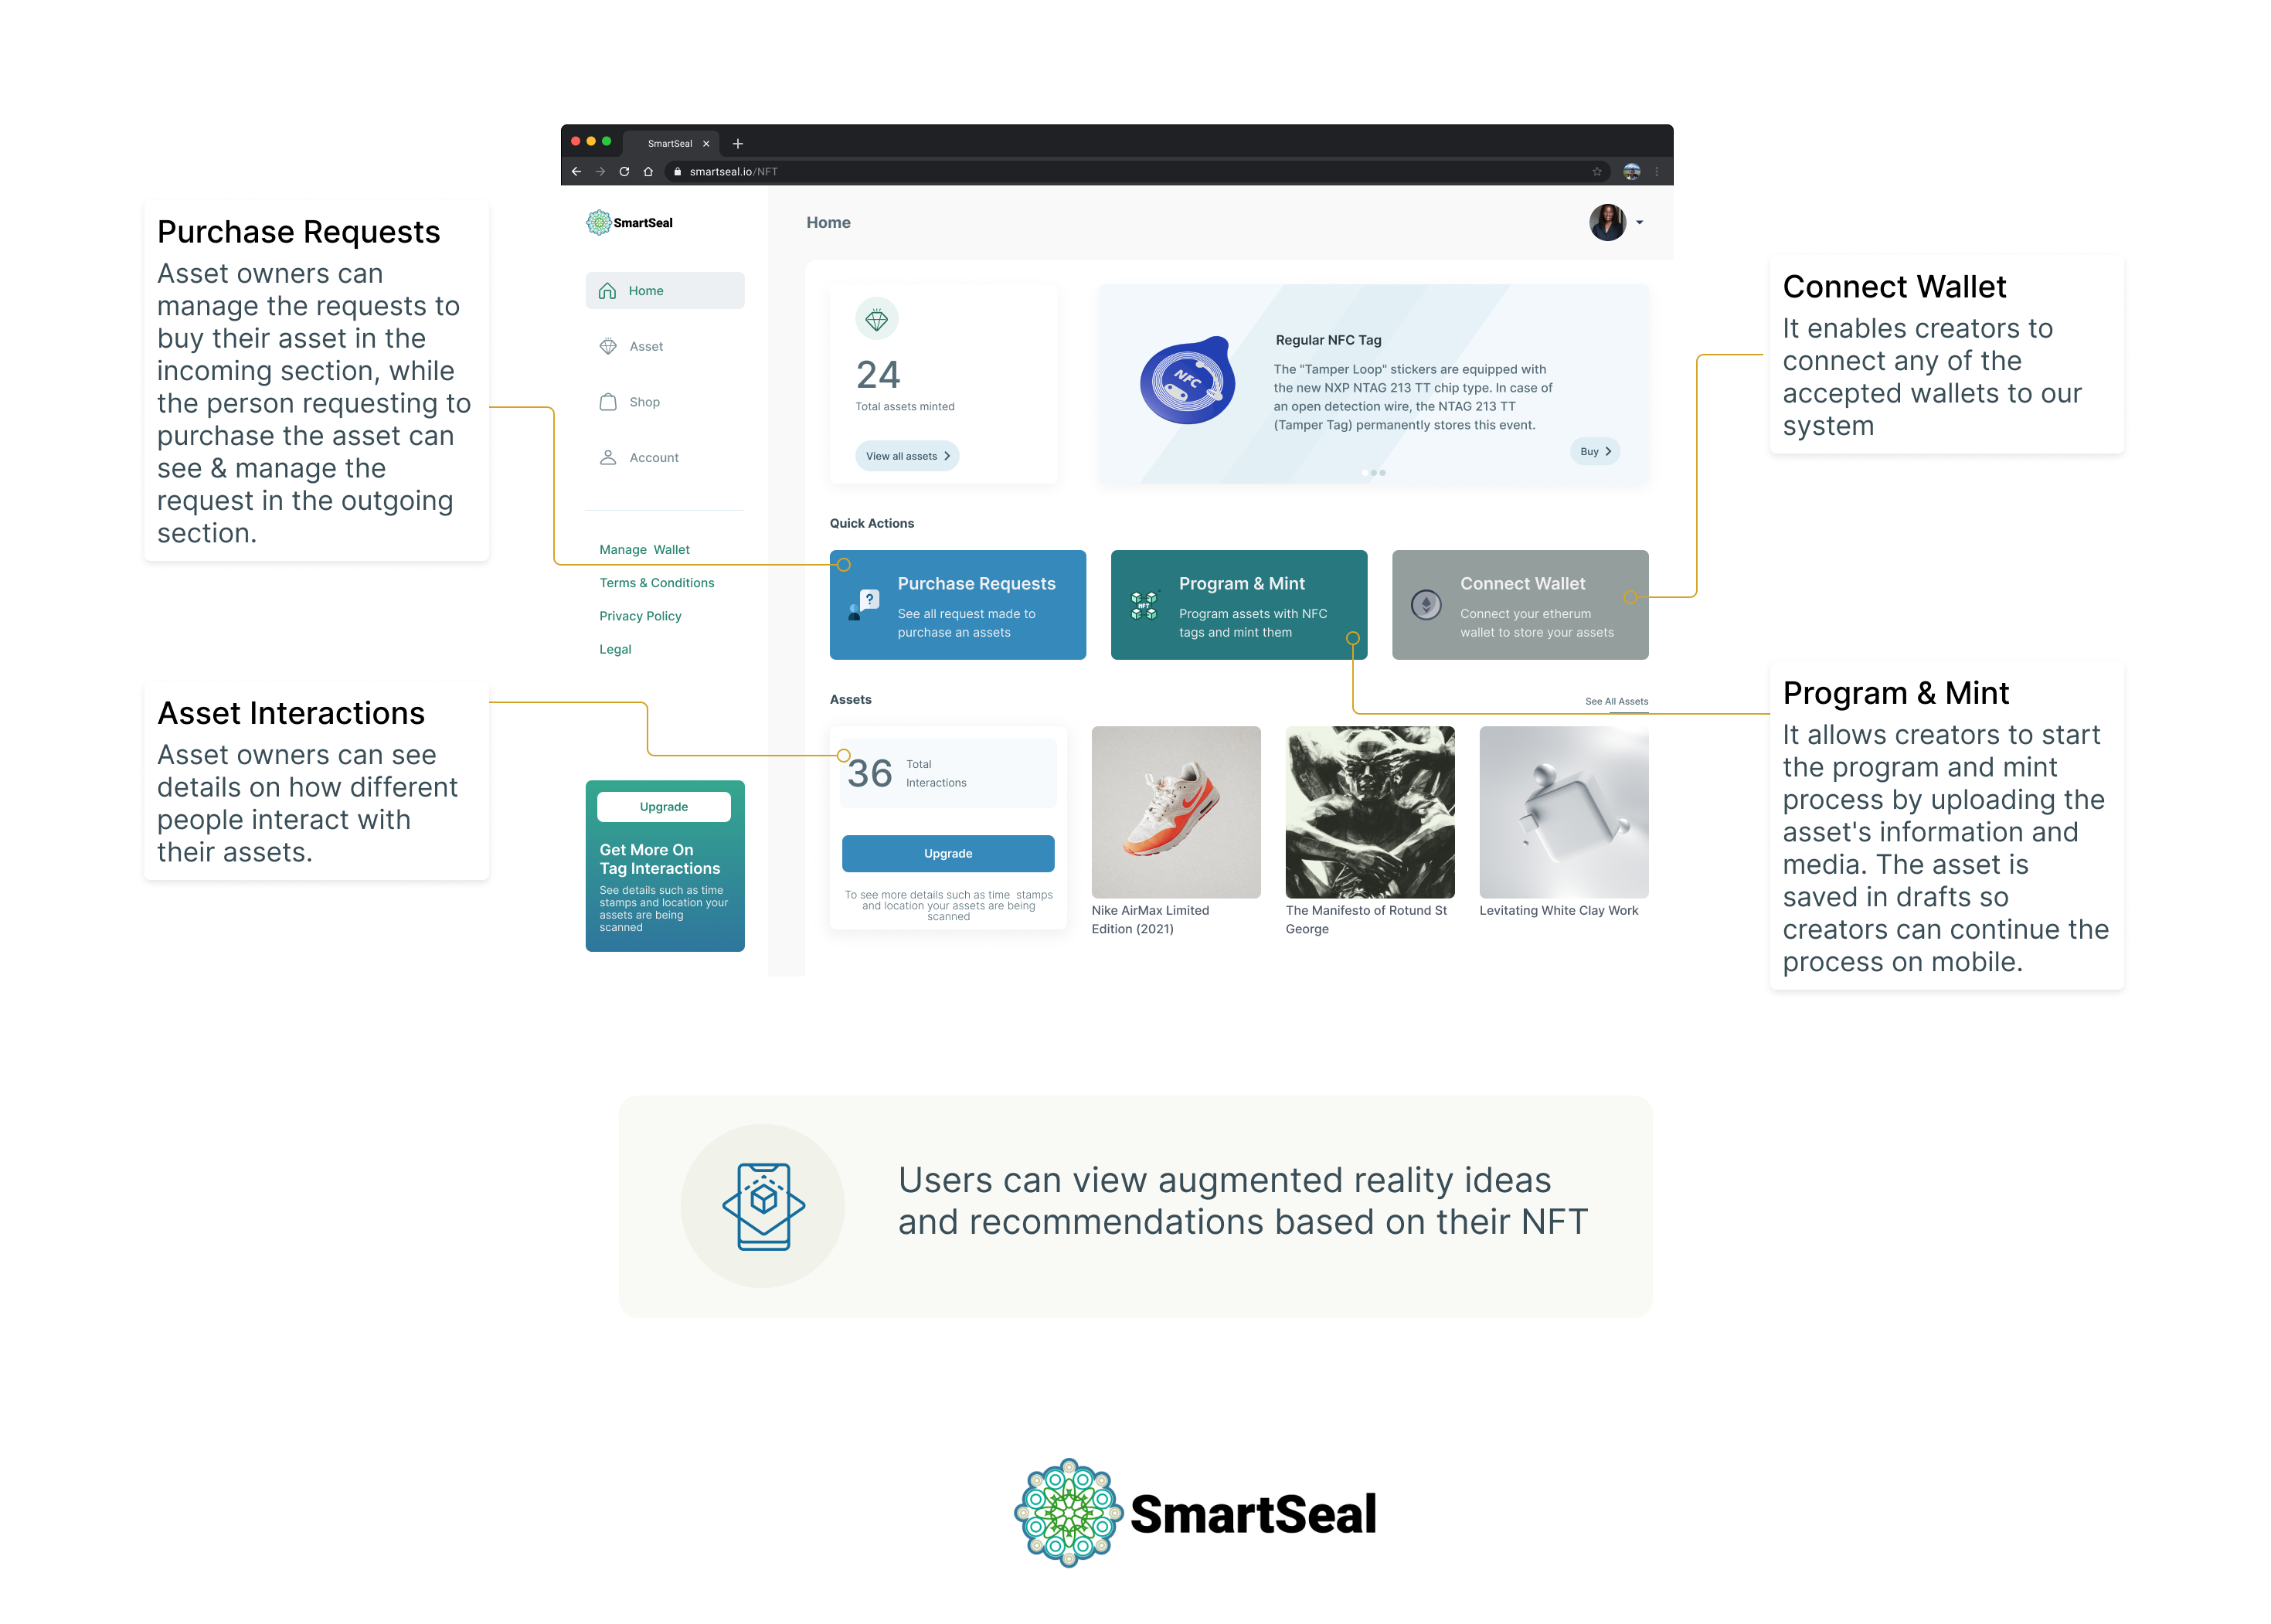 SmartSeal
smartseal.io/NFT
SmartSeal
Home
Home
Asset
Shop
Account
Manage Wallet
Terms & Conditions
Privacy Policy
Legal
Upgrade
Get More On
Tag Interactions
See details such as time
stamps and location your
assets are being
scanned
24
Total assets minted
View all assets
Regular NFC Tag
The "Tamper Loop" stickers are equipped with
the new NXP NTAG 213 TT chip type. In case of
an open detection wire, the NTAG 213 TT
(Tamper Tag) permanently stores this event.
Buy
NFC
Quick Actions
Purchase Requests
See all request made to
purchase an assets
NFT
Program & Mint
Program assets with NFC
tags and mint them
Connect Wallet
Connect your etherum
wallet to store your assets
Assets
See All Assets
36
Total
Interactions
Upgrade
To see more details such as time stamps
and location your assets are being
scanned
Nike AirMax Limited
Edition (2021)
The Manifesto of Rotund St
George
Levitating White Clay Work
Purchase Requests
Asset owners can
manage the requests to
buy their asset in the
incoming section, while
the person requesting to
purchase the asset can
see & manage the
request in the outgoing
section.
Asset Interactions
Asset owners can see
details on how different
people interact with
their assets.
Connect Wallet
It enables creators to
connect any of the
accepted wallets to our
system
Program & Mint
It allows creators to start
the program and mint
process by uploading the
asset's information and
media. The asset is
saved in drafts so
creators can continue the
process on mobile.
Users can view augmented reality ideas
and recommendations based on their NFT
SmartSeal